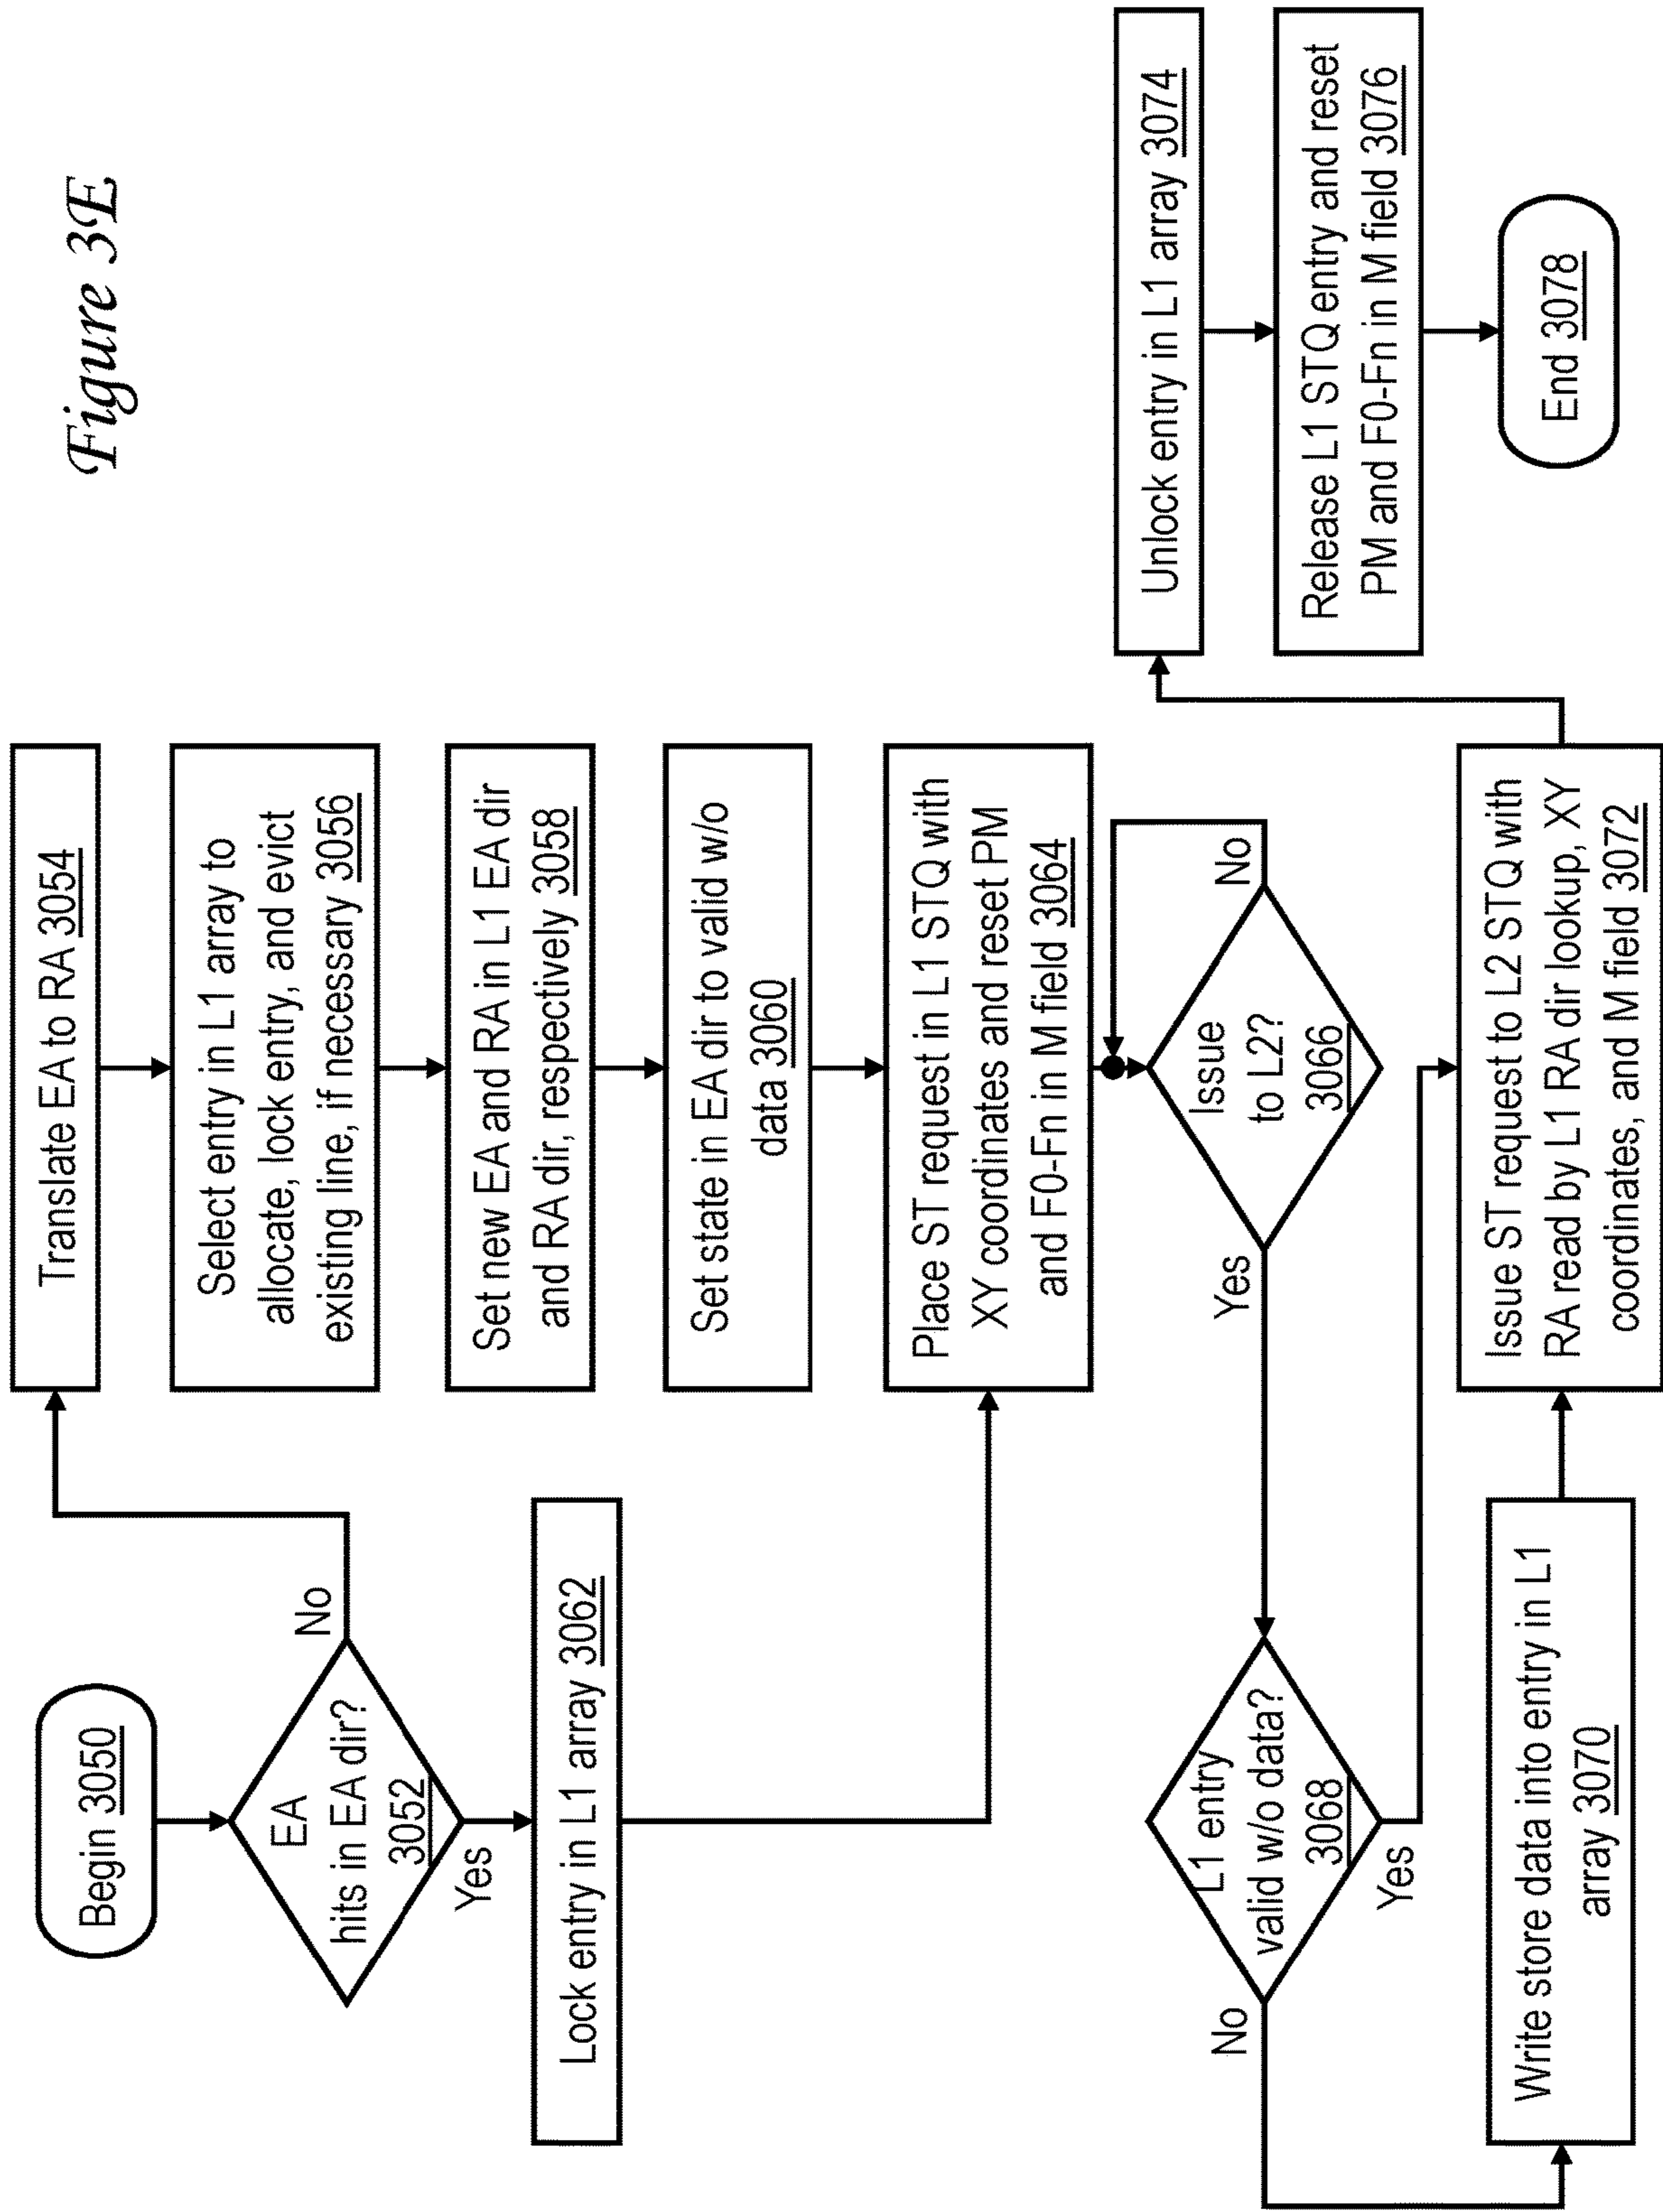 Figure 3E
Begin 3050
EA
hits in EA dir?
3052
No
Yes
Translate EA to RA 3054
Select entry in L1 array to
allocate, lock entry, and evict
existing line, if necessary 3056
Set new EA and RA in L1 EA dir
and RA dir, respectively 3058
Set state in EA dir to valid w/o
data 3060
Lock entry in L1 array 3062
Place ST request in L1 STQ with
XY coordinates and reset PM
and F0-Fn in M field 3064
Issue
to L2?
3066
No
Yes
L1 entry
valid w/o data?
3068
No
Yes
Write store data into entry in L1
array 3070
Issue ST request to L2 STQ with
RA read by L1 RA dir lookup, XY
coordinates, and M field 3072
Unlock entry in L1 array 3074
Release L1 STQ entry and reset
PM and F0-Fn in M field 3076
End 3078